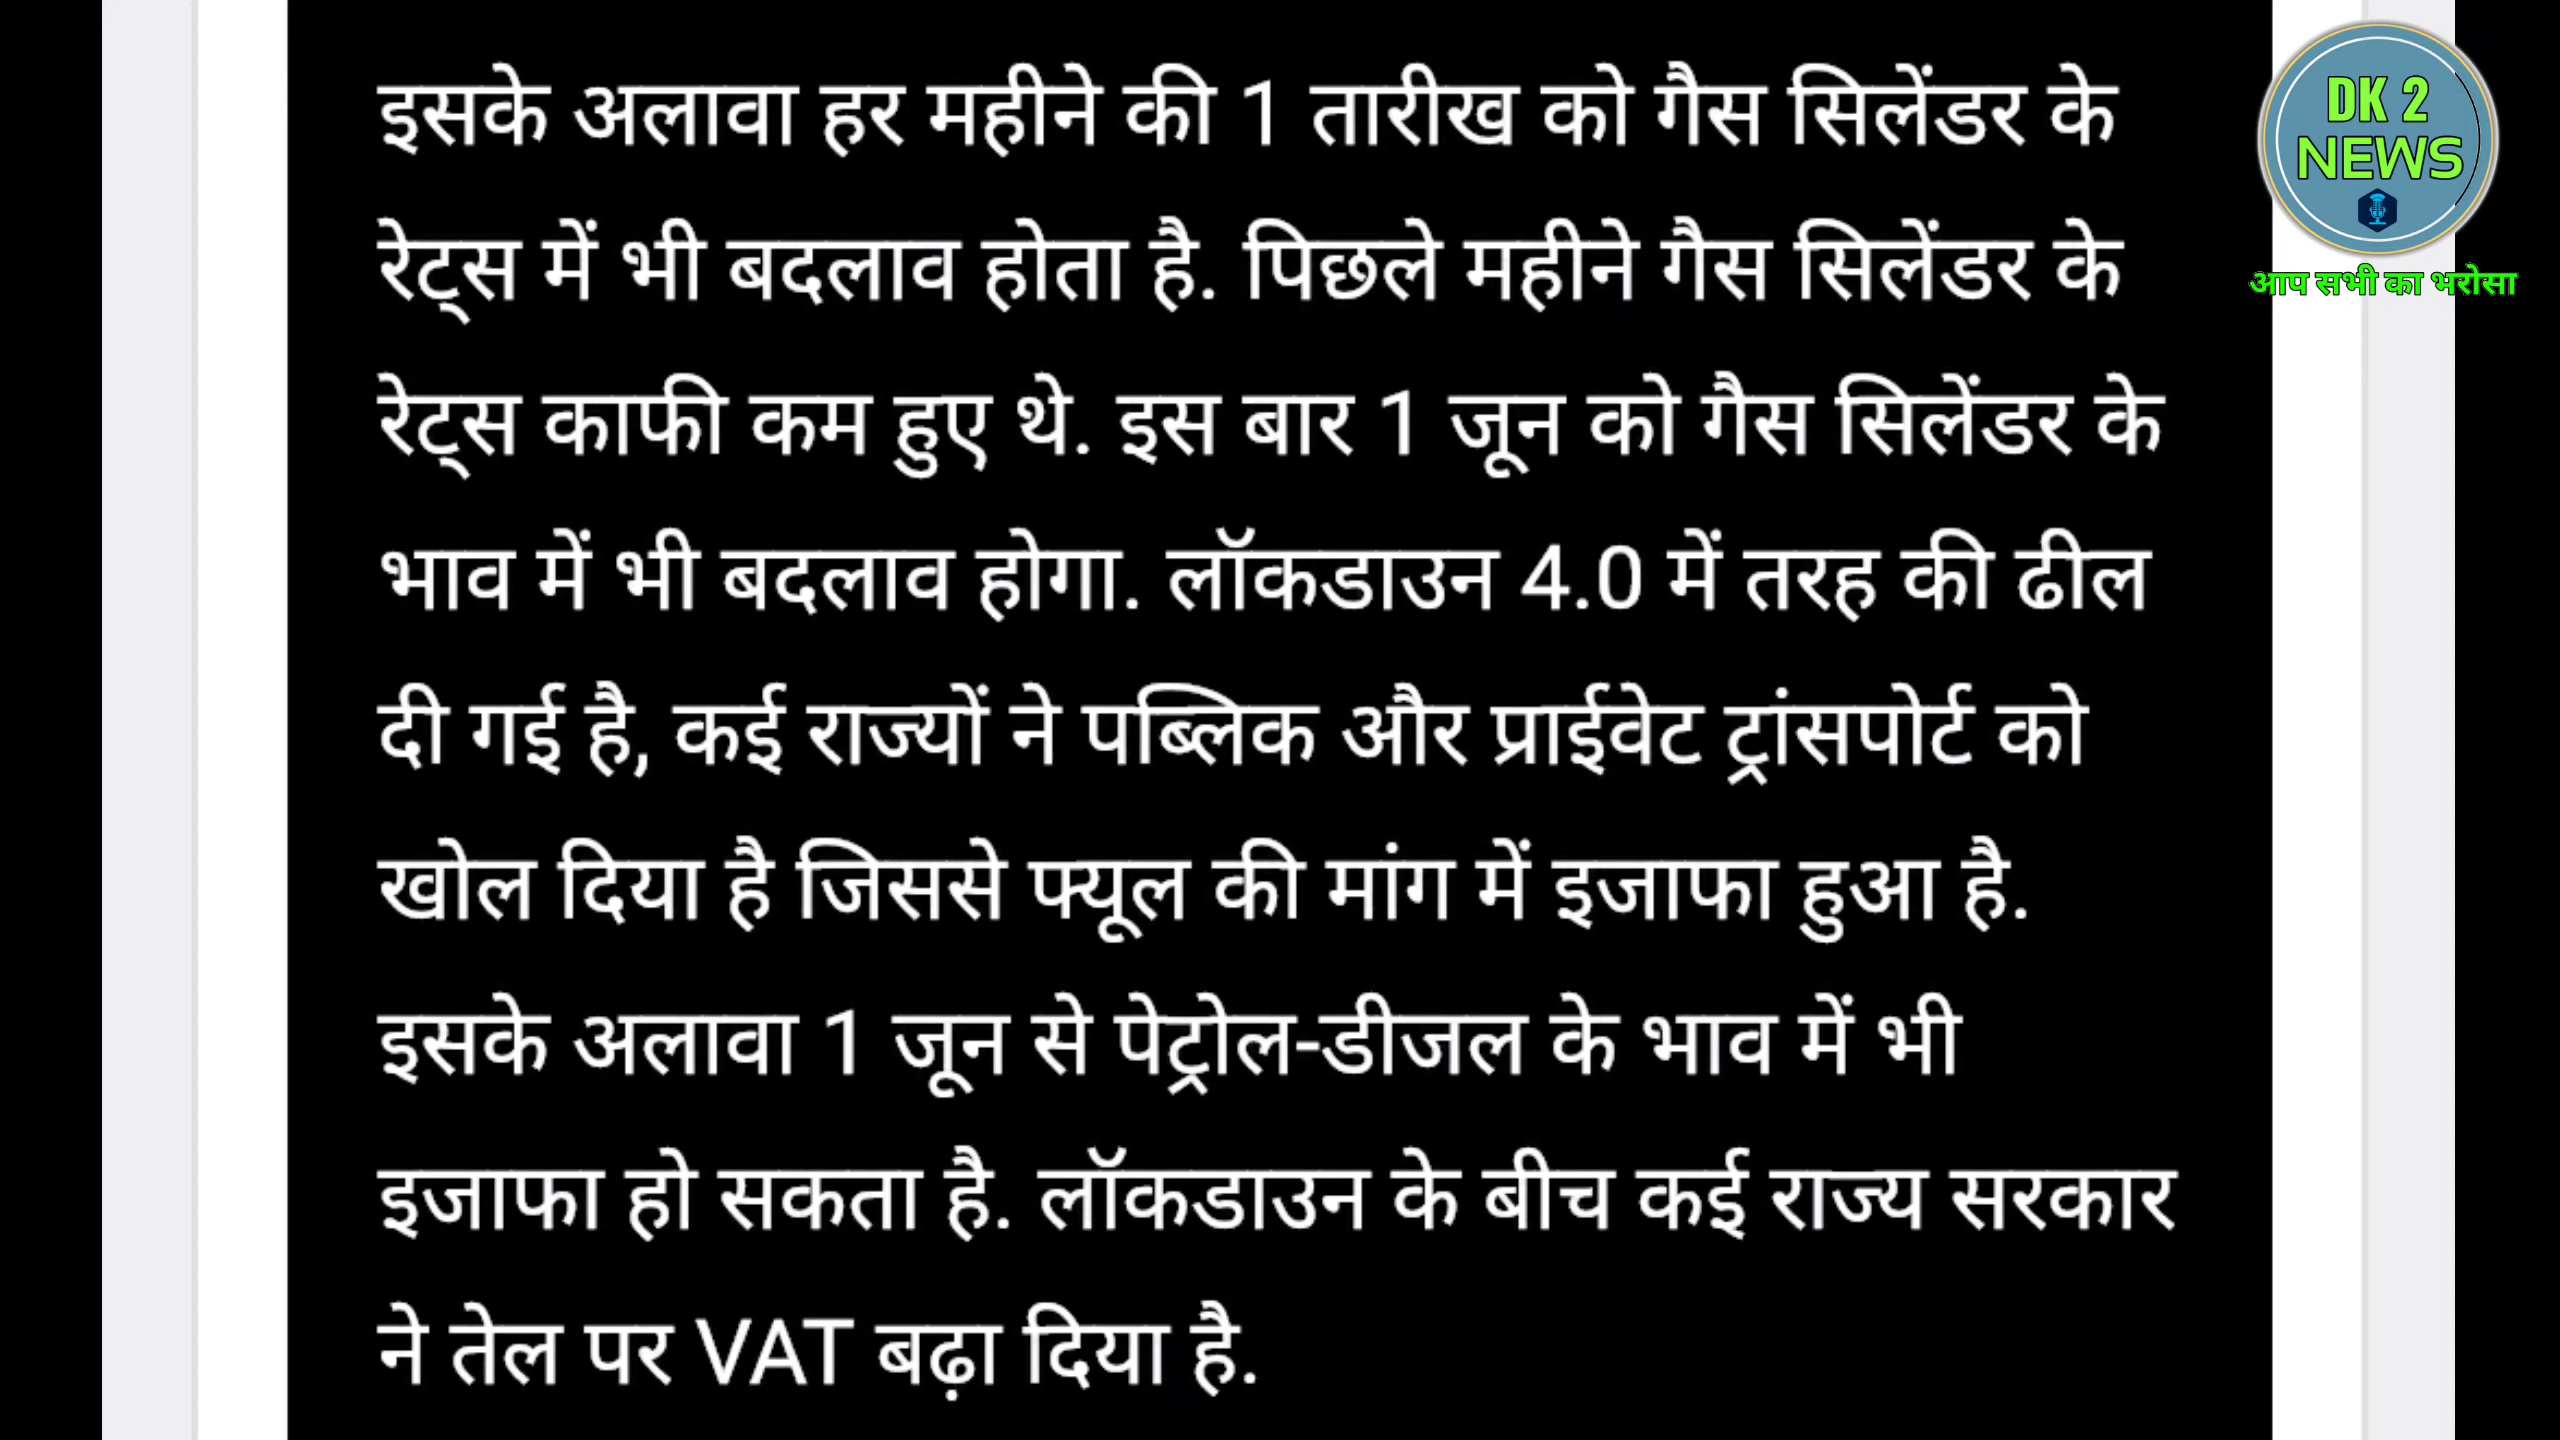 इसके अलावा हर महीने की 1 तारीख को गैस सिलेंडर के
रेट्स में भी बदलाव होता है. पिछले महीने गैस सिलेंडर के
रेट्स काफी कम हुए थे. इस बार 1 जून को गैस सिलेंडर के
भाव में भी बदलाव होगा. लॉकडाउन 4.0 में तरह की ढील
दी गई है, कई राज्यों ने पब्लिक और प्राईवेट ट्रांसपोर्ट को
खोल दिया है जिससे फ्यूल की मांग में इजाफा हुआ है.
इसके अलावा 1 जून से पेट्रोल-डीजल के भाव में भी
इजाफा हो सकता है. लॉकडाउन के बीच कई राज्य सरकार
ने तेल पर VAT बढ़ा दिया है.
DK 2
NEWS
आप सभी का भरोसा